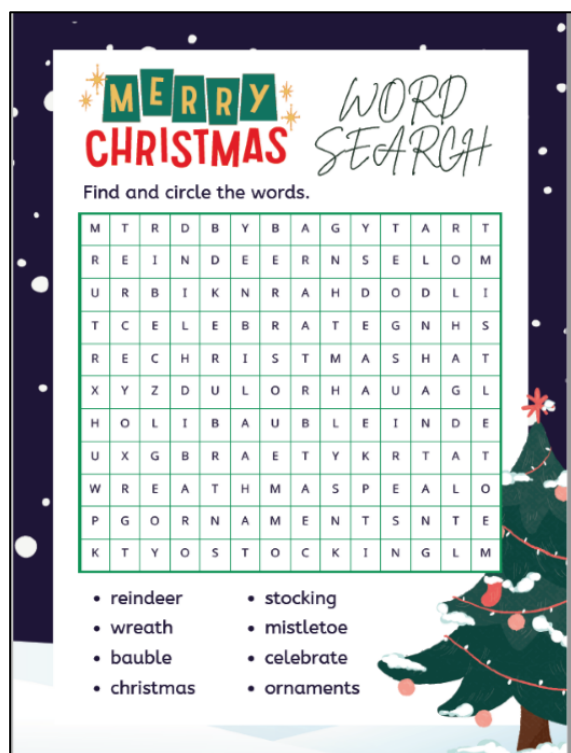 MERRY
CHRISTMAS
WORD
SEARCH
Find and circle the words.
M T R D B Y B A G Y T A R T
R E I N D E E R N S E L O M
U R B I K N R A H D O D L I
T C E L E B R A T E G N H S
R E C H R I S T M A S H A T
X Y Z D U L O R H A U A G L
H O L I B A U B L E I N D E
U X G B R A E T Y K R T A T
W R E A T H M A S P E A L O
P G O R N A M E N T S N T E
K T Y O S T O C K I N G L M
• reindeer
• wreath
• bauble
• christmas
• stocking
• mistletoe
• celebrate
• ornaments